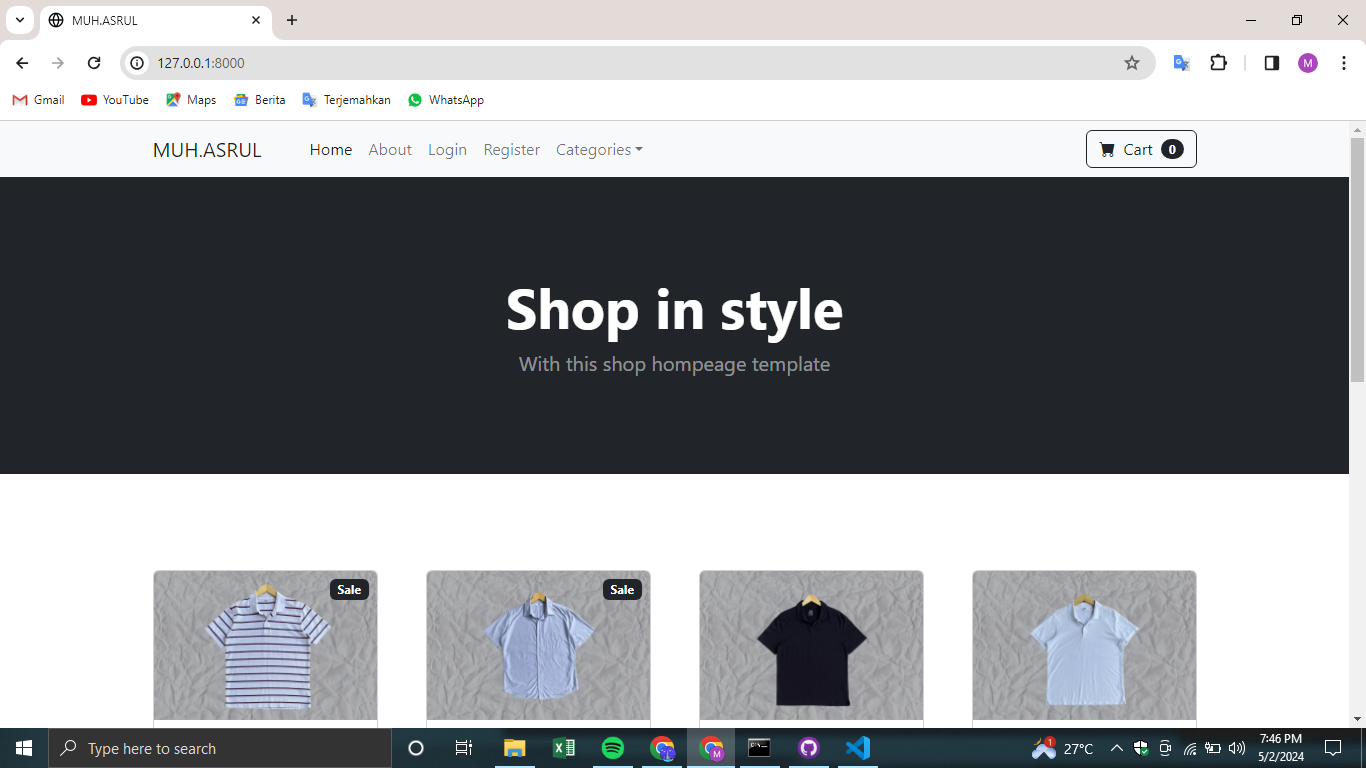 MUH.ASRUL
127.0.0.1:8000
M
Gmail YouTube Maps Berita Terjemahkan WhatsApp
MUH.ASRUL Home About Login Register Categories Cart 0
Shop in style
With this shop hompeage template
Sale Sale
Type here to search
M
1 27°C
7:46 PM
5/2/2024